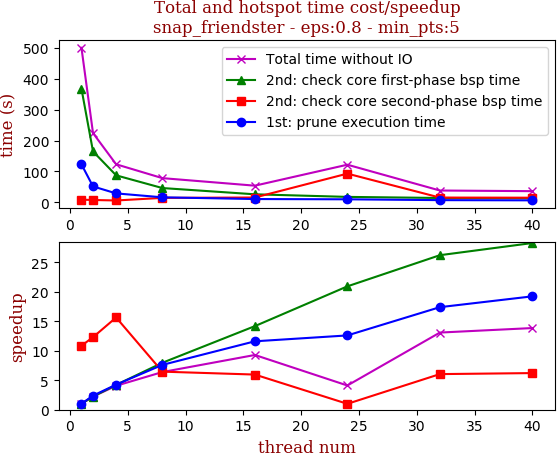 Total and hotspot time cost/speedup
snap_friendster - eps:0.8 - min_pts:5
time (s)
500
400
300
200
100
0
Total time without IO
2nd: check core first-phase bsp time
2nd: check core second-phase bsp time
1st: prune execution time
0 5 10 15 20 25 30 35 40
speedup
25
20
15
10
5
0
0 5 10 15 20 25 30 35 40
thread num